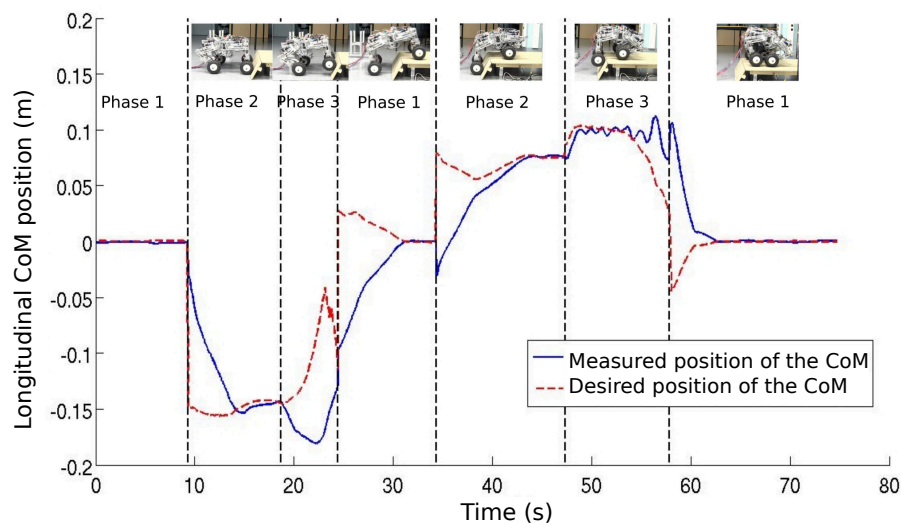 0.2
0.15
0.1
0.05
0
-0.05
-0.1
-0.15
-0.2
Longitudinal CoM position (m)
Phase 1
Phase 2
Phase 3
Phase 1
Phase 2
Phase 3
Phase 1
Measured position of the CoM
Desired position of the CoM
0 10 20 30 40 50 60 70 80
Time (s)